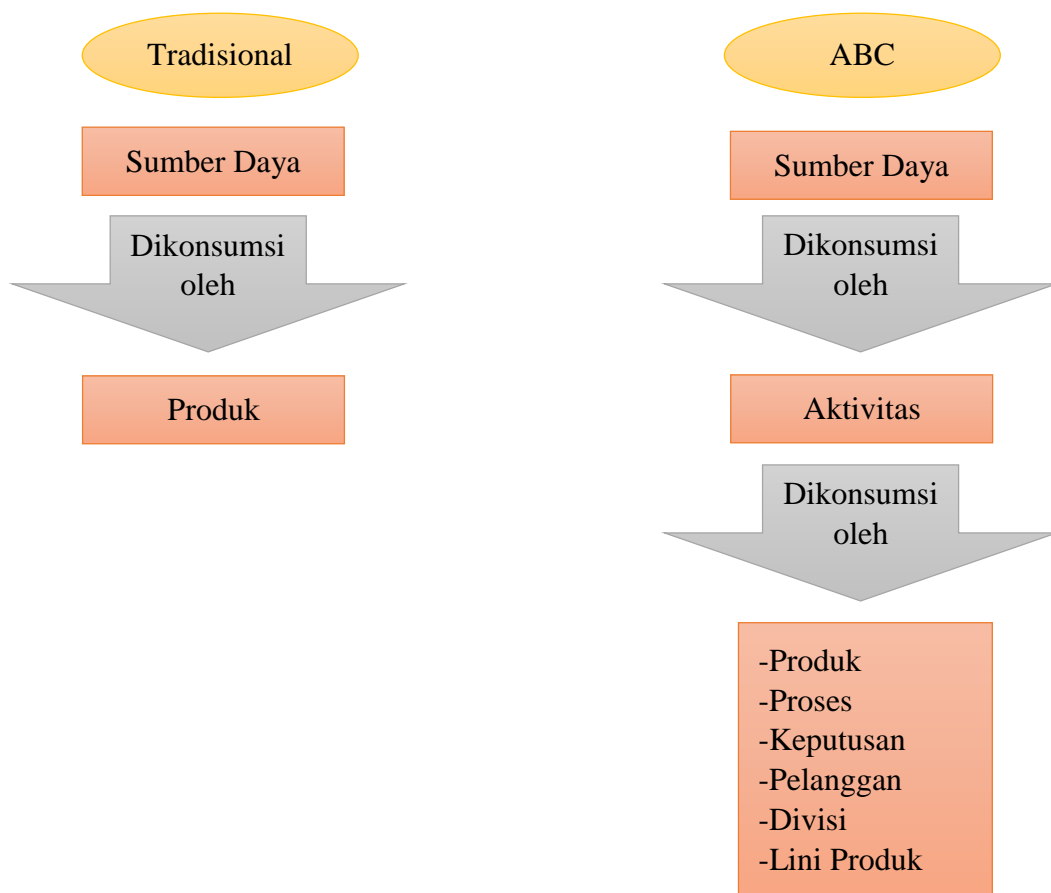 Tradisional
Sumber Daya
Dikonsumsi
oleh
Produk
ABC
Sumber Daya
Dikonsumsi
oleh
Aktivitas
Dikonsumsi
oleh
-Produk
-Proses
-Keputusan
-Pelanggan
-Divisi
-Lini Produk